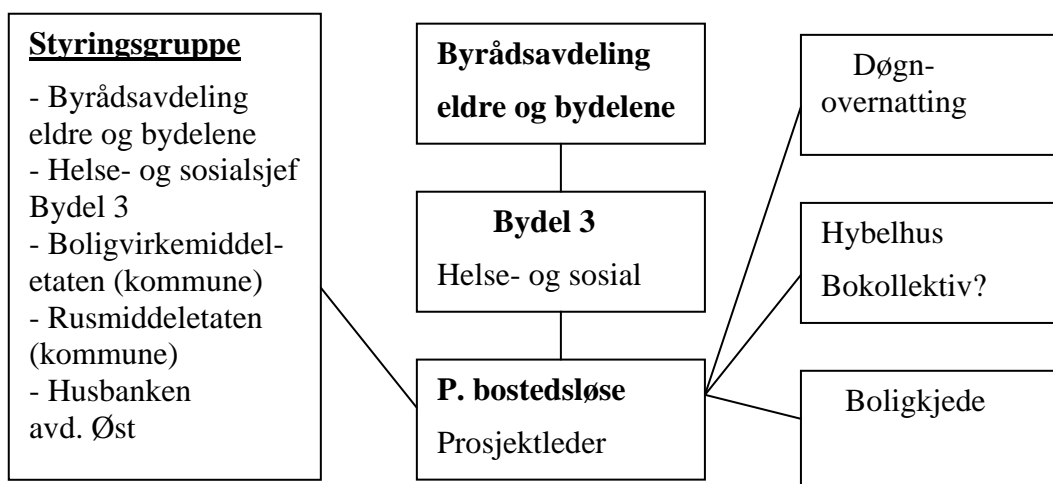 Styringsgruppe
- Byrådsavdeling
eldre og bydelene
- Helse- og sosialsjef
Bydel 3
- Boligvirkemiddel-
etaten (kommune)
- Rusmiddeletaten
(kommune)
- Husbanken
avd. Øst
Byrådsavdeling
eldre og bydelene
Bydel 3
Helse- og sosial
P. bostedsløse
Prosjektleder
Døgn-
overnatting
Hybelhus
Bokollektiv?
Boligkjede